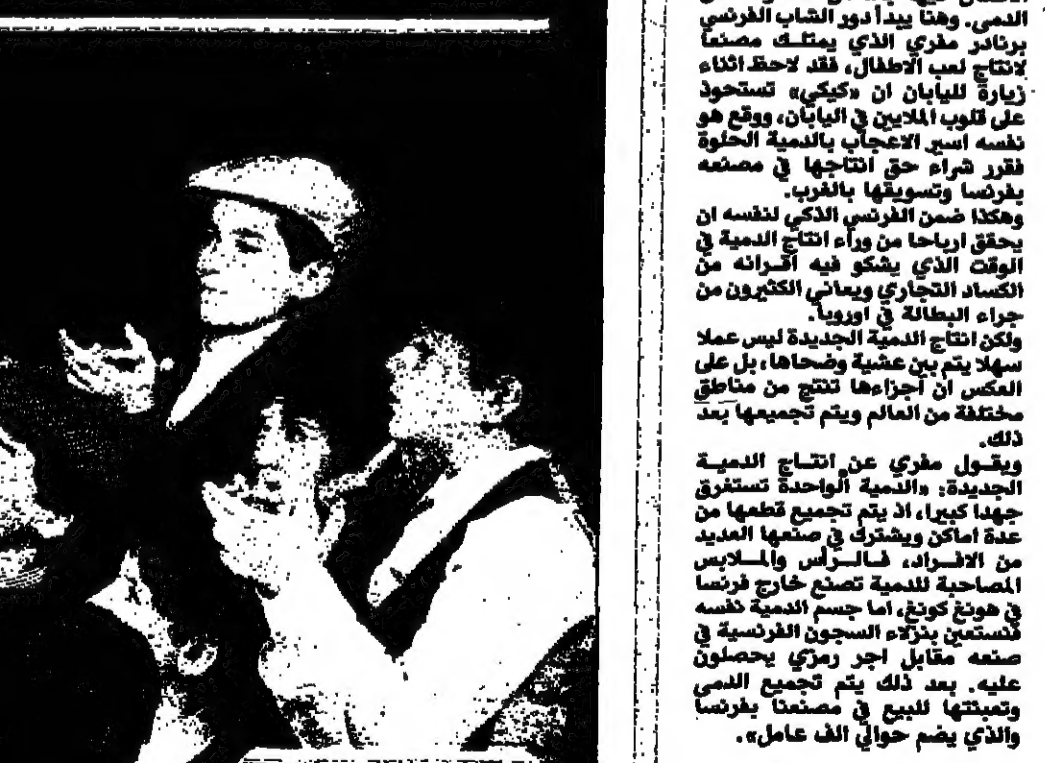 الدمى. وهنا يبدأ دور الشاب الفرنسي
برنادر مفري الذي يمتلك مصنعا
لانتاج لعب الاطفال، فقد لاحظ اثناء
زيارة لليابان ان «كيكي» تستحوذ
على قلوب الملايين في اليابان، ووقع هو
نفسه اسير الاعجاب بالدمية الحلوة
فقرر شراء حق انتاجها في مصنعه
بفرنسا وتسويقها بالغرب.
وهكذا ضمن الفرنسي الذكي لنفسه ان
يحقق ارباحا من وراء انتاج الدمية في
الوقت الذي يشكو فيه اقرانه من
الكساد التجاري ويعاني الكثيرون من
جراء البطالة في اوروبا.
ولكن انتاج الدمية الجديدة ليس عملا
سهلا يتم بين عشية وضحاها، بل على
العكس ان اجزاءها تنتج من مناطق
مختلفة من العالم ويتم تجميعها بعد
ذلك.
ويقول مفري عن انتاج الدمية
الجديدة: «الدمية الواحدة تستغرق
جهدا كبيرا، اذ يتم تجميع قطعها من
عدة اماكن ويشترك في صنعها العديد
من الافراد، فالرأس والملابس
المصاحبة للدمية تصنع خارج فرنسا
في هونغ كونغ، اما جسم الدمية نفسه
فنستعين بنزلاء السجون الفرنسية في
صنعه مقابل اجر رمزي يحصلون
عليه. بعد ذلك يتم تجميع الدمى
وتعبئتها للبيع في مصنعنا بفرنسا
والذي يضم حوالي الف عامل».